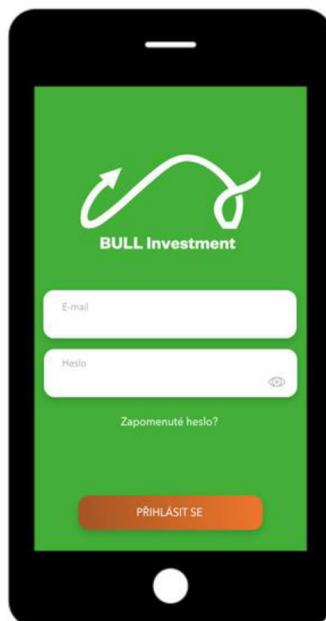 BULL Investment
E-mail
Heslo
Zapomenuté heslo?
PŘIHLÁSIT SE